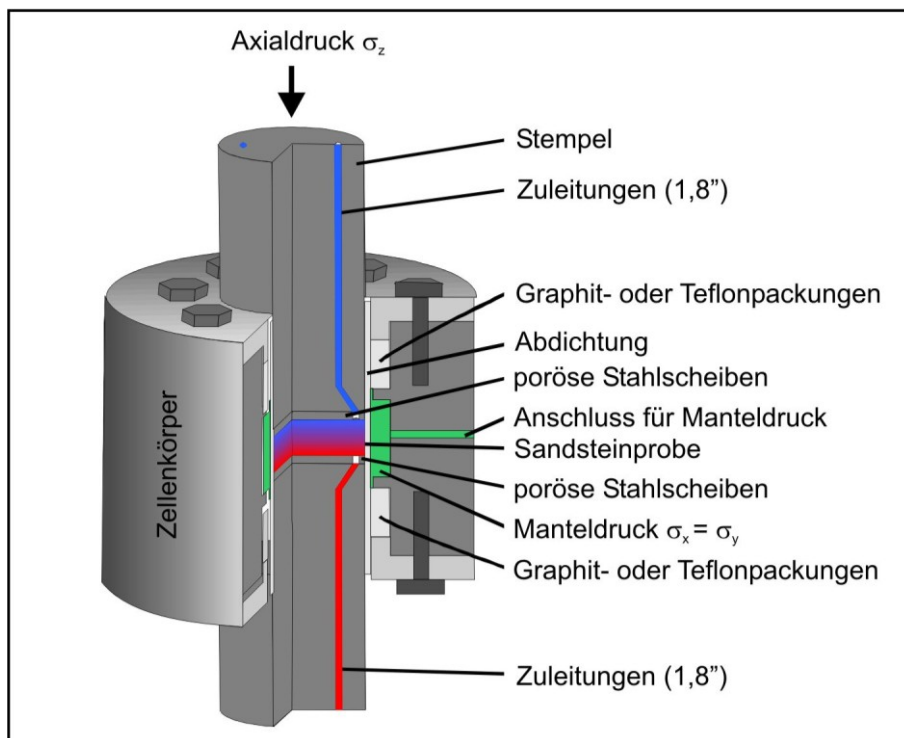 Axialdruck σz
Stempel
Zuleitungen (1,8”)
Graphit- oder Teflonpackungen
Abdichtung
poröse Stahlscheiben
Anschluss für Manteldruck
Sandsteinprobe
poröse Stahlscheiben
Manteldruck σx = σy
Graphit- oder Teflonpackungen
Zuleitungen (1,8”)
Zellenkörper